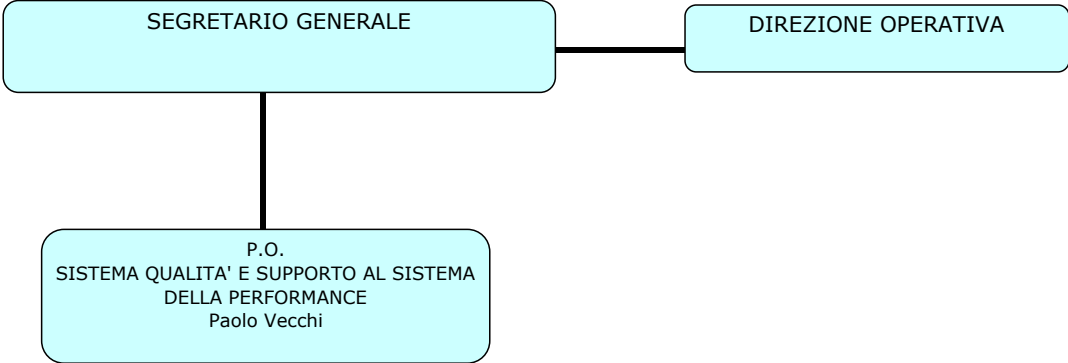 SEGRETARIO GENERALE
DIREZIONE OPERATIVA
P.O.
SISTEMA QUALITA' E SUPPORTO AL SISTEMA
DELLA PERFORMANCE
Paolo Vecchi